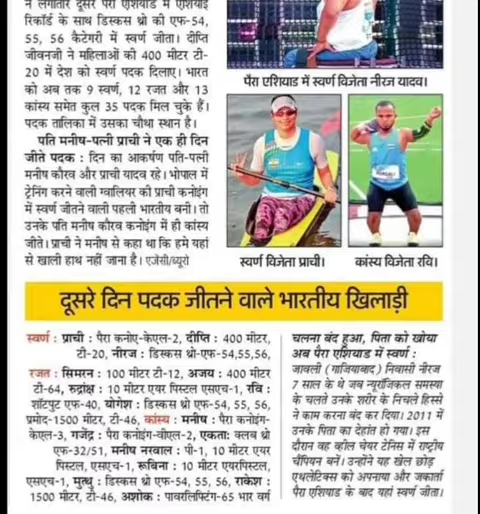 ने लगातार दूसरे पैरा एशियाड में एशियाई
रिकॉर्ड के साथ डिस्कस थ्रो की एफ-54,
55, 56 कैटेगरी में स्वर्ण जीता। दीप्ति
जीवनजी ने महिलाओं की 400 मीटर टी-
20 में देश को स्वर्ण पदक दिलाए। भारत
को अब तक 9 स्वर्ण, 12 रजत और 13
कांस्य समेत कुल 35 पदक मिल चुके हैं।
पदक तालिका में उसका चौथा स्थान है।
पति मनीष-पत्नी प्राची ने एक ही दिन
जीते पदक : दिन का आकर्षण पति-पत्नी
मनीष कौरव और प्राची यादव रहे। भोपाल में
ट्रेनिंग करने वाली ग्वालियर की प्राची कनोइंग
में स्वर्ण जीतने वाली पहली भारतीय बनी। तो
उनके पति मनीष कौरव कनोइंग में ही कांस्य
जीते। प्राची ने मनीष से कहा था कि हमे यहां
से खाली हाथ नहीं जाना है। एजेंसी/ब्यूरो
पैरा एशियाड में स्वर्ण विजेता नीरज यादव।
स्वर्ण विजेता प्राची।
कांस्य विजेता रवि।
दूसरे दिन पदक जीतने वाले भारतीय खिलाड़ी
स्वर्ण : प्राची : पैरा कनोए-केएल-2, दीप्ति : 400 मीटर,
टी-20, नीरज : डिस्कस थ्रो-एफ-54,55,56,
रजत : सिमरन : 100 मीटर टी-12, अजय : 400 मीटर
टी-64, रुद्रांक्ष : 10 मीटर एयर पिस्टल एसएच-1, रवि :
शॉटपुट एफ-40, योगेश : डिस्कस थ्रो एफ-54, 55, 56,
प्रमोद-1500 मीटर, टी-46, कांस्य : मनीष : पैरा कनोइंग-
केएल-3, गजेंद्र : पैरा कनोइंग-वीएल-2, एकता: क्लब थ्रो
एफ-32/51, मनीष नरवाल : पी-1, 10 मीटर एयर
पिस्टल, एसएच-1, रूबिना : 10 मीटर एयरपिस्टल,
एसएच-1, मुत्थु : डिस्कस थ्रो एफ-54, 55, 56, राकेश :
1500 मीटर, टी-46, अशोक : पावरलिफ्टिंग-65 भार वर्ग
चलना बंद हुआ, पिता को खोया
अब पैरा एशियाड में स्वर्ण :
जावली (गाजियाबाद) निवासी नीरज
7 साल के थे जब न्यूरॉजिकल समस्या
के चलते उनके शरीर के निचले हिस्से
ने काम करना बंद कर दिया। 2011 में
उनके पिता का देहांत हो गया। इस
दौरान वह व्हील चेयर टेनिस में राष्ट्रीय
चैंपियन बनें। उन्होंने यह खेल छोड़
एथलेटिक्स को अपनाया और जकार्ता
पैरा एशियाड के बाद यहां स्वर्ण जीता।